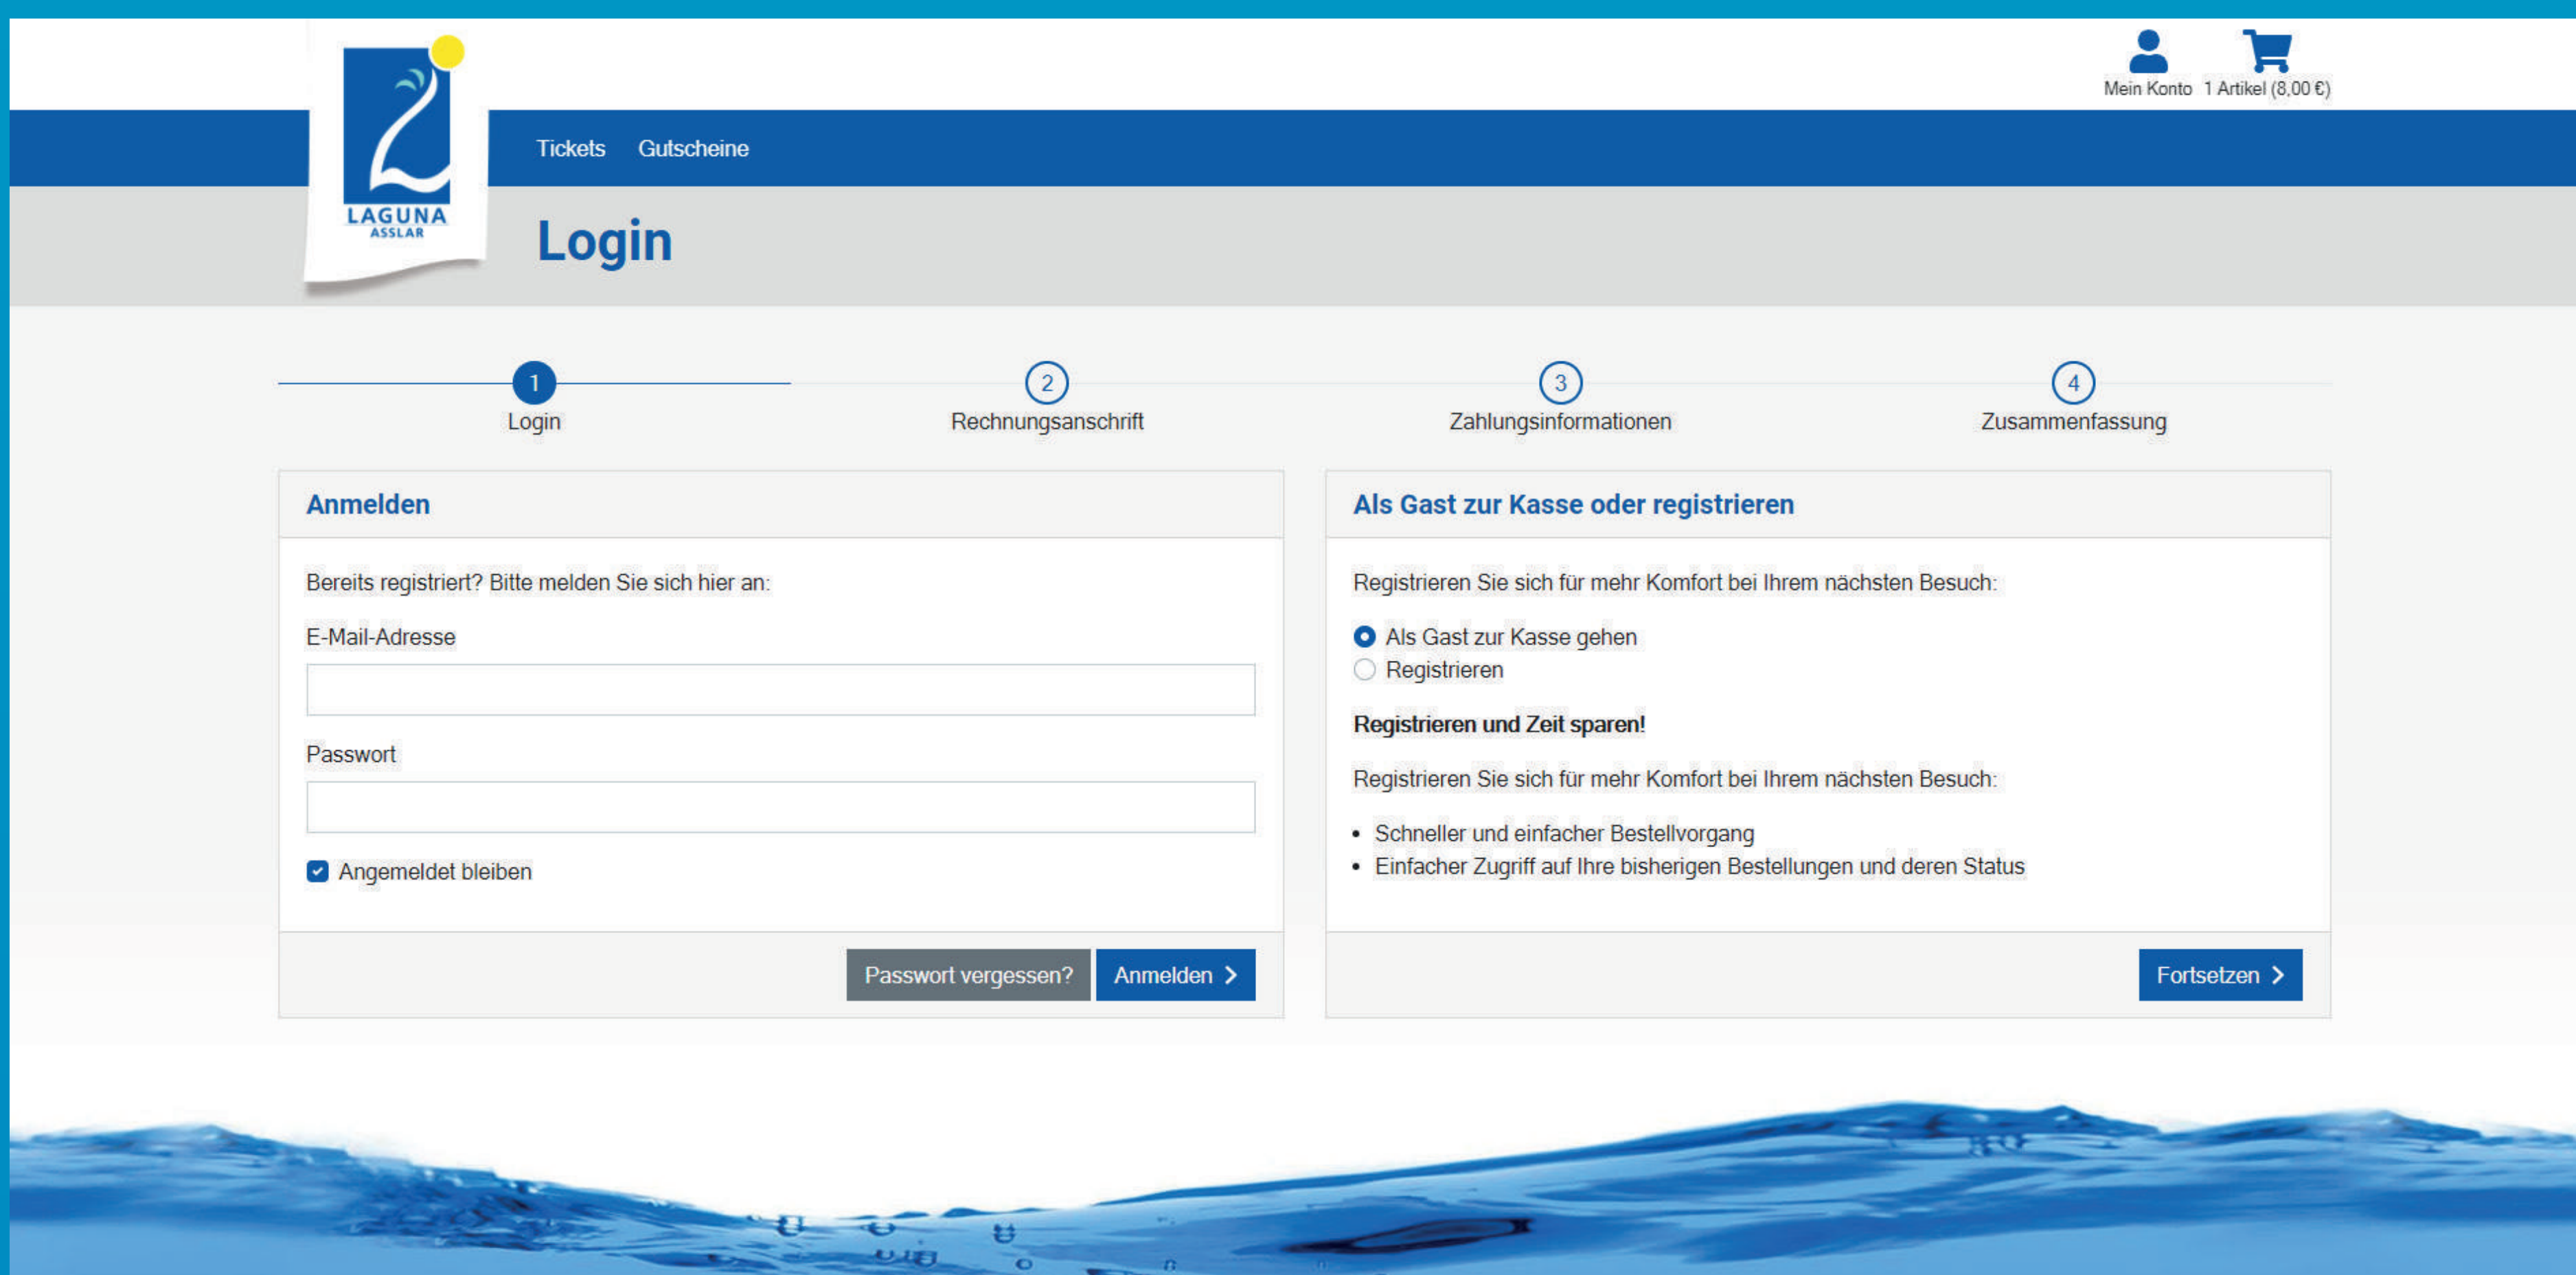 Mein Konto 1 Artikel (8,00 €)
Tickets Gutscheine
LAGUNA
ASSLAR
Login
1
Login
2
Rechnungsanschrift
3
Zahlungsinformationen
4
Zusammenfassung
Anmelden
Bereits registriert? Bitte melden Sie sich hier an:
E-Mail-Adresse
Passwort
Angemeldet bleiben
Passwort vergessen? Anmelden
Als Gast zur Kasse oder registrieren
Registrieren Sie sich für mehr Komfort bei Ihrem nächsten Besuch:
Als Gast zur Kasse gehen
Registrieren
Registrieren und Zeit sparen!
Registrieren Sie sich für mehr Komfort bei Ihrem nächsten Besuch:
• Schneller und einfacher Bestellvorgang
• Einfacher Zugriff auf Ihre bisherigen Bestellungen und deren Status
Fortsetzen